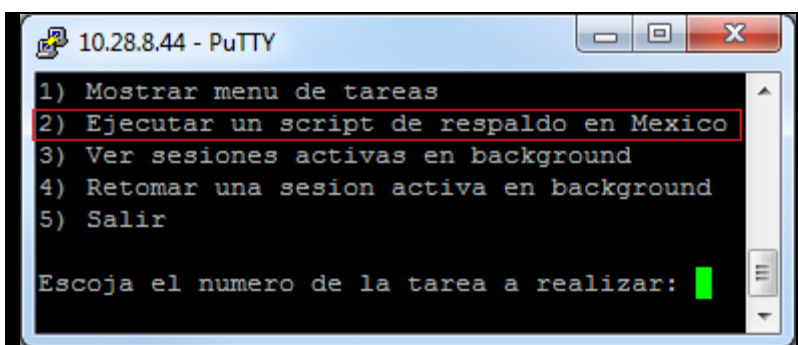 10.28.8.44 - PuTTY
1) Mostrar menu de tareas
2) Ejecutar un script de respaldo en Mexico
3) Ver sesiones activas en background
4) Retomar una sesion activa en background
5) Salir
Escoja el numero de la tarea a realizar: